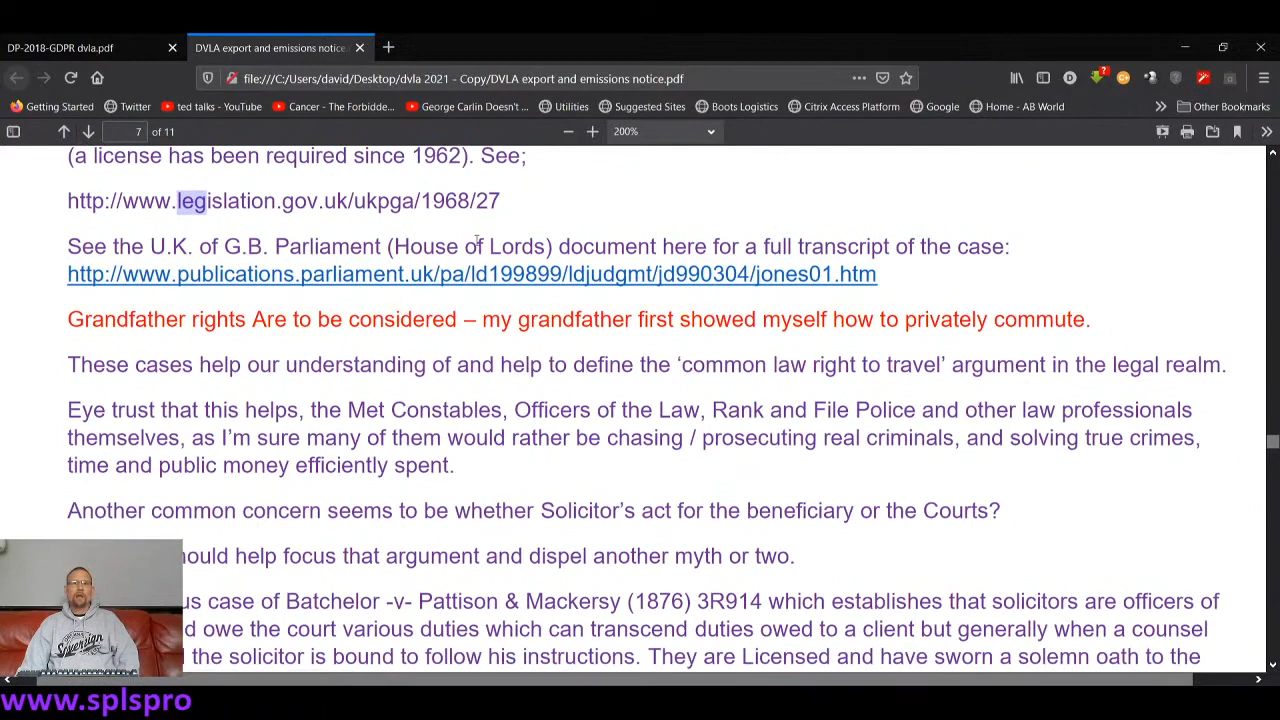 DP-2018-GDPR dvla.pdf
DVLA export and emissions notice.
file:///C:/Users/david/Desktop/dvla 2021 - Copy/DVLA export and emissions notice.pdf
Getting Started Twitter ted talks - YouTube Cancer - The Forbidde... George Carlin Doesn't ... Utilities Suggested Sites Boots Logistics Citrix Access Platform Google Home - AB World Other Bookmarks
7 of 11 200%
(a license has been required since 1962). See;
http://www.legislation.gov.uk/ukpga/1968/27
See the U.K. of G.B. Parliament (House of Lords) document here for a full transcript of the case:
http://www.publications.parliament.uk/pa/ld199899/ldjudgmt/jd990304/jones01.htm
Grandfather rights Are to be considered – my grandfather first showed myself how to privately commute.
These cases help our understanding of and help to define the ‘common law right to travel’ argument in the legal realm.
Eye trust that this helps, the Met Constables, Officers of the Law, Rank and File Police and other law professionals
themselves, as I’m sure many of them would rather be chasing / prosecuting real criminals, and solving true crimes,
time and public money efficiently spent.
Another common concern seems to be whether Solicitor’s act for the beneficiary or the Courts?
should help focus that argument and dispel another myth or two.
us case of Batchelor -v- Pattison & Mackersy (1876) 3R914 which establishes that solicitors are officers of
d owe the court various duties which can transcend duties owed to a client but generally when a counsel
the solicitor is bound to follow his instructions. They are Licensed and have sworn a solemn oath to the
www.splspro